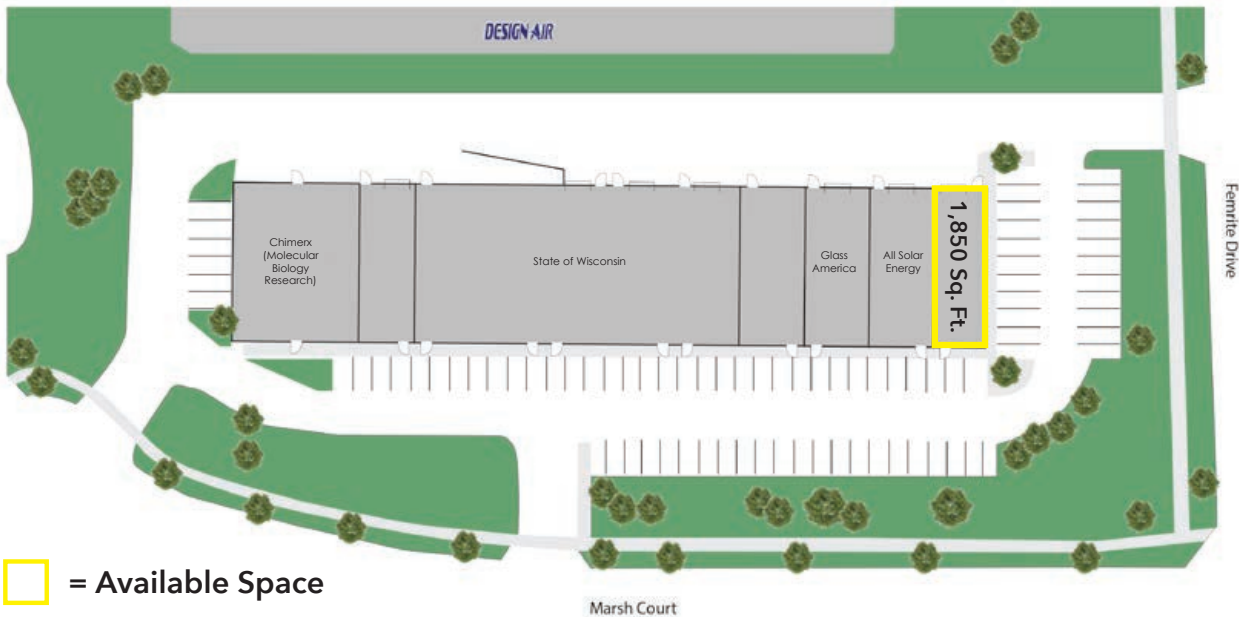 DESIGN AIR
Chimerx
(Molecular
Biology
Research)
State of Wisconsin
Glass
America
All Solar
Energy
1,850 Sq. Ft.
Femrite Drive
= Available Space
Marsh Court